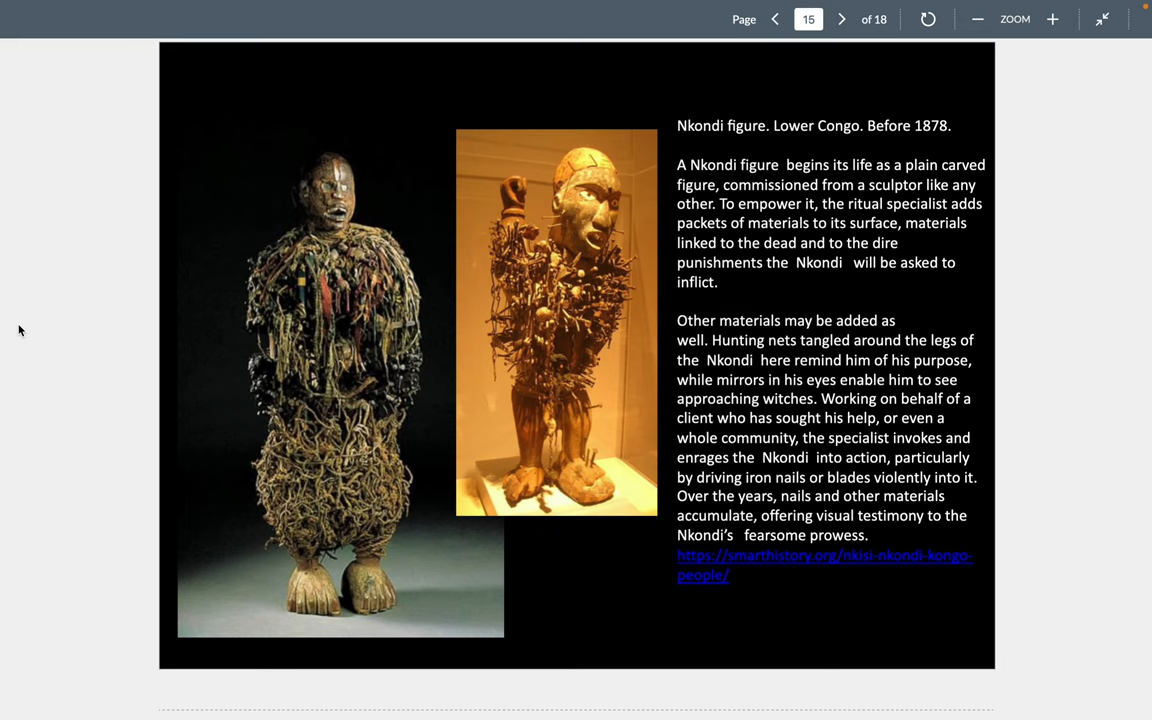 Page 15 of 18 ZOOM
Nkondi figure. Lower Congo. Before 1878.
A Nkondi figure begins its life as a plain carved
figure, commissioned from a sculptor like any
other. To empower it, the ritual specialist adds
packets of materials to its surface, materials
linked to the dead and to the dire
punishments the Nkondi will be asked to
inflict.
Other materials may be added as
well. Hunting nets tangled around the legs of
the Nkondi here remind him of his purpose,
while mirrors in his eyes enable him to see
approaching witches. Working on behalf of a
client who has sought his help, or even a
whole community, the specialist invokes and
enrages the Nkondi into action, particularly
by driving iron nails or blades violently into it.
Over the years, nails and other materials
accumulate, offering visual testimony to the
Nkondi’s fearsome prowess.
https://smarthistory.org/nkisi-nkondi-kongo-
people/